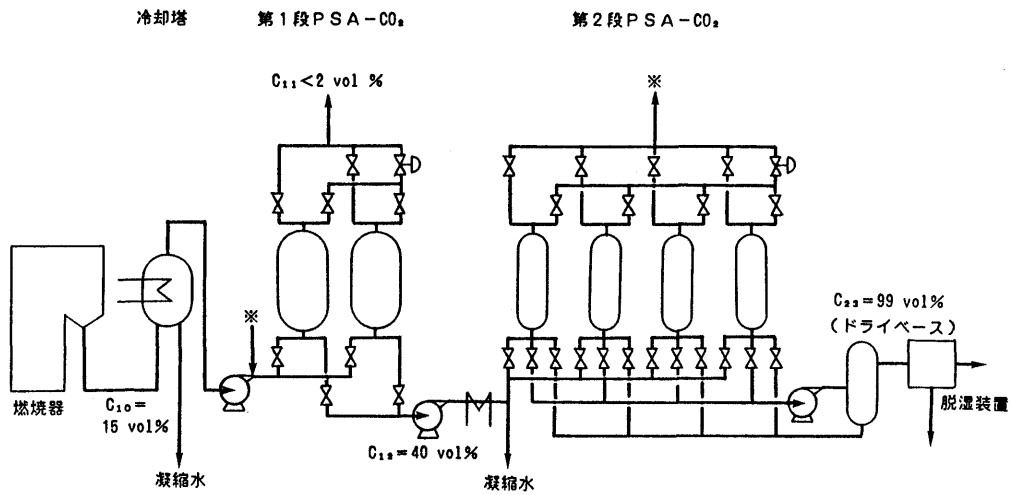 冷却塔
第1段PSA-CO₂
第2段PSA-CO₂
C₁₁<2 vol %
※
※
C₂₃=99 vol%
(ドライベース)
燃焼器
C₁₀=
15 vol%
C₁₂=40 vol%
脱湿装置
凝縮水
凝縮水